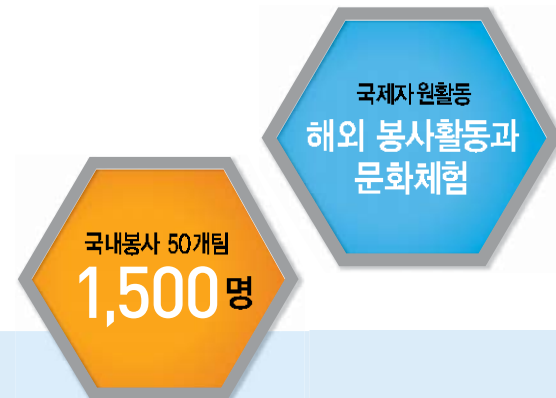 국제자원활동
해외 봉사활동과
문화체험
국내봉사 50개팀
1,500명